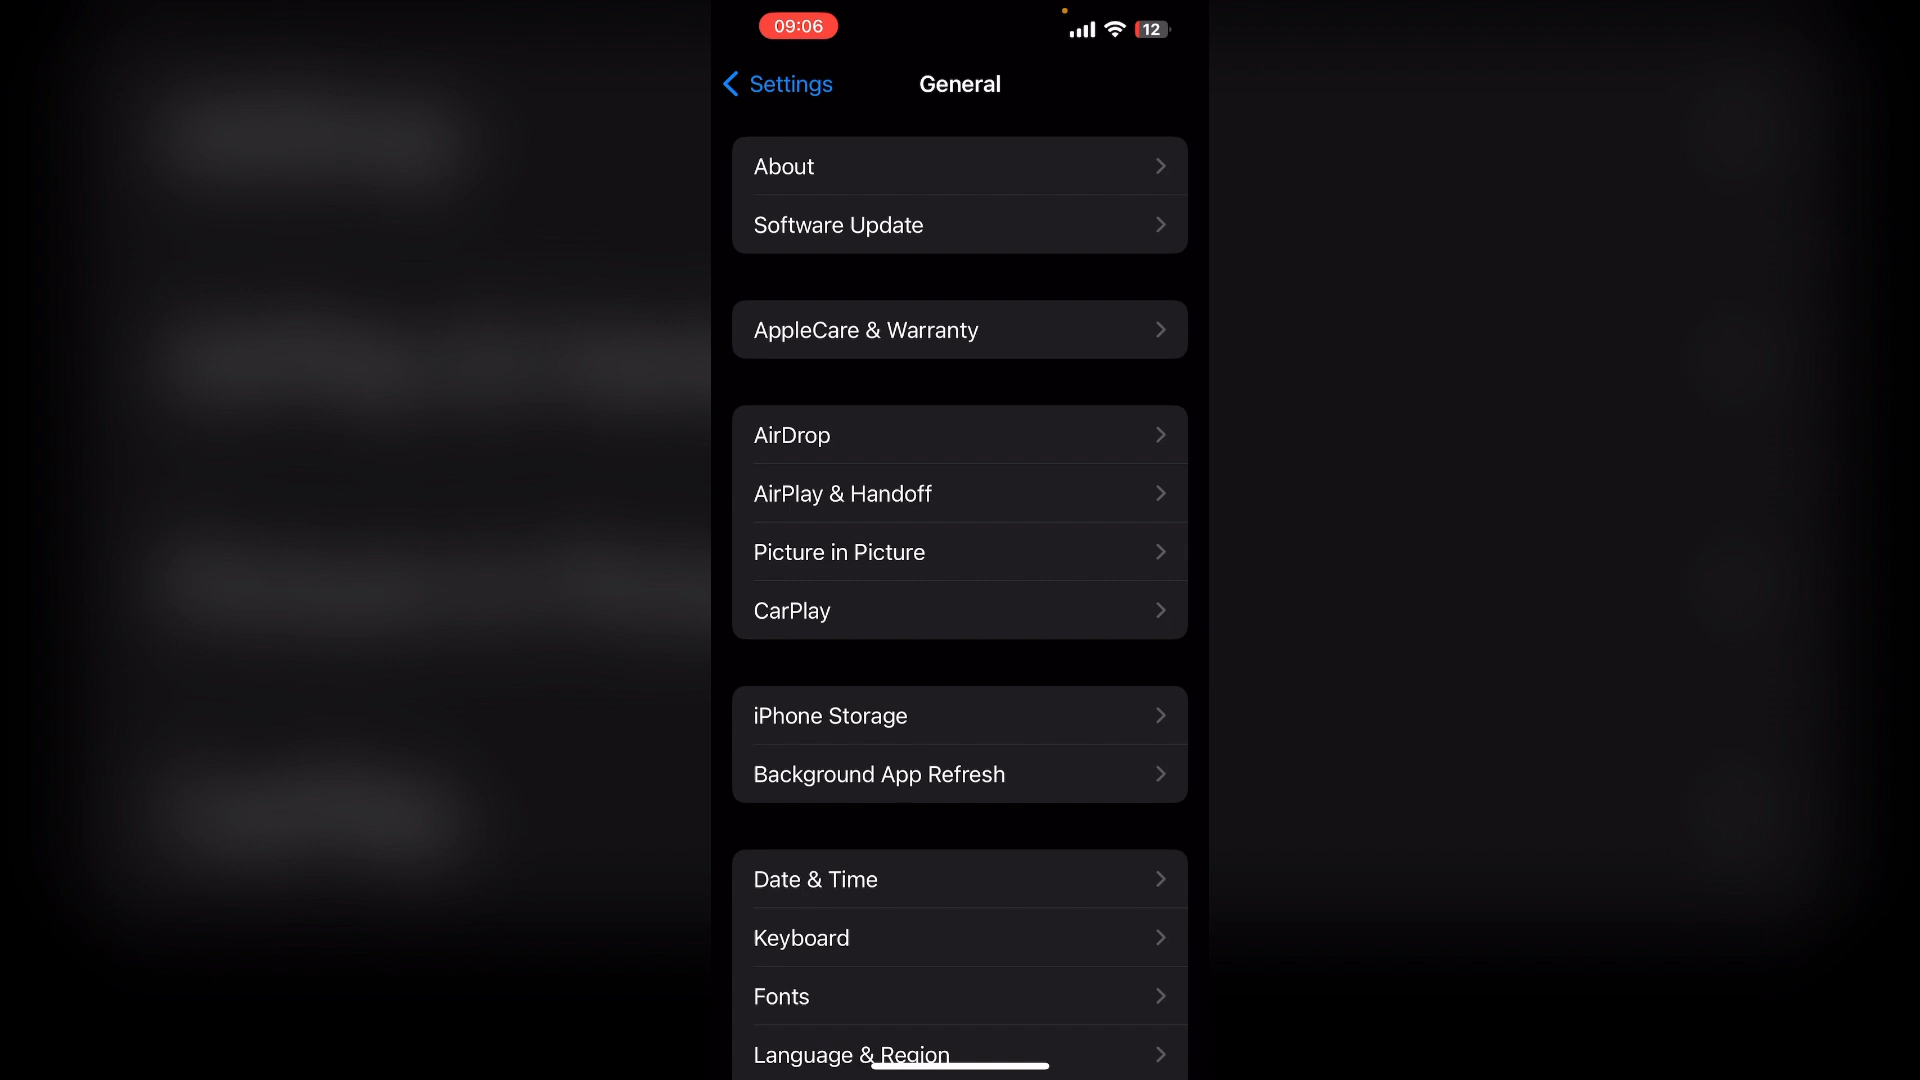 09:06
12
Settings
General
About
Software Update
AppleCare & Warranty
AirDrop
AirPlay & Handoff
Picture in Picture
CarPlay
iPhone Storage
Background App Refresh
Date & Time
Keyboard
Fonts
Language & Region